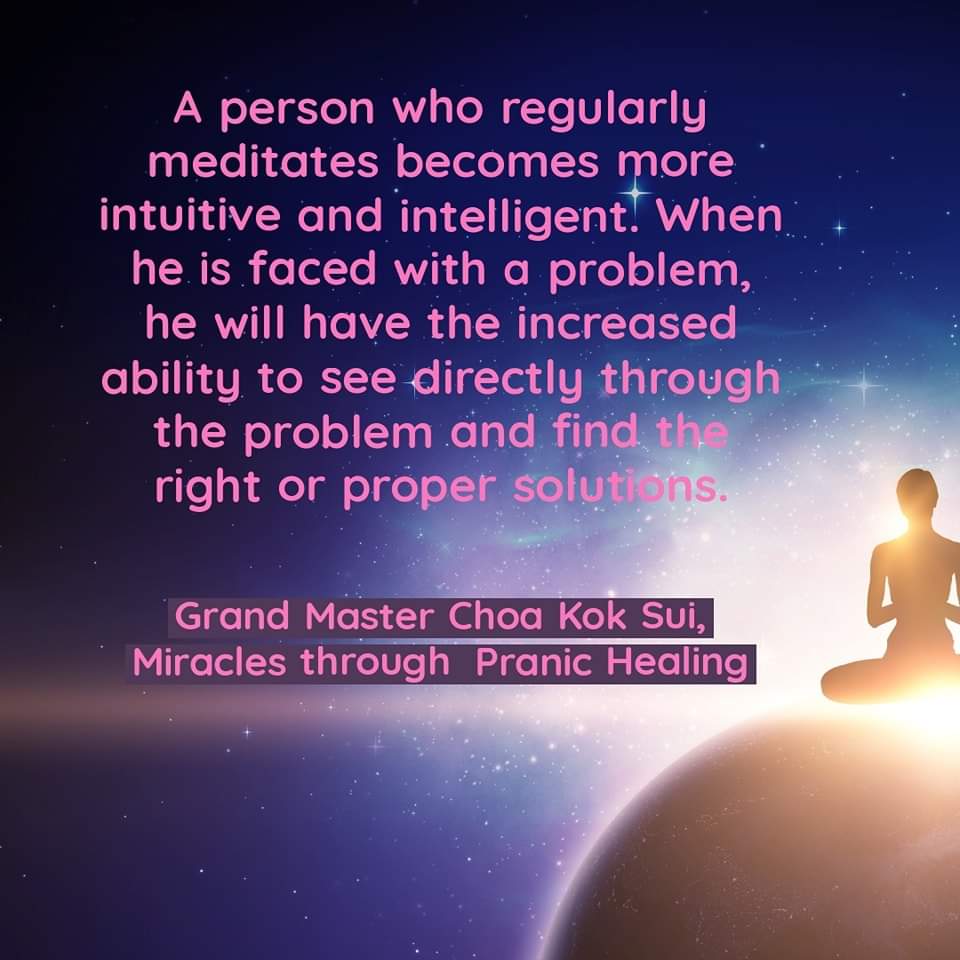 A person who regularly
meditates becomes more
intuitive and intelligent. When
he is faced with a problem,
he will have the increased
ability to see directly through
the problem and find the
right or proper solutions.
Grand Master Choa Kok Sui,
Miracles through Pranic Healing